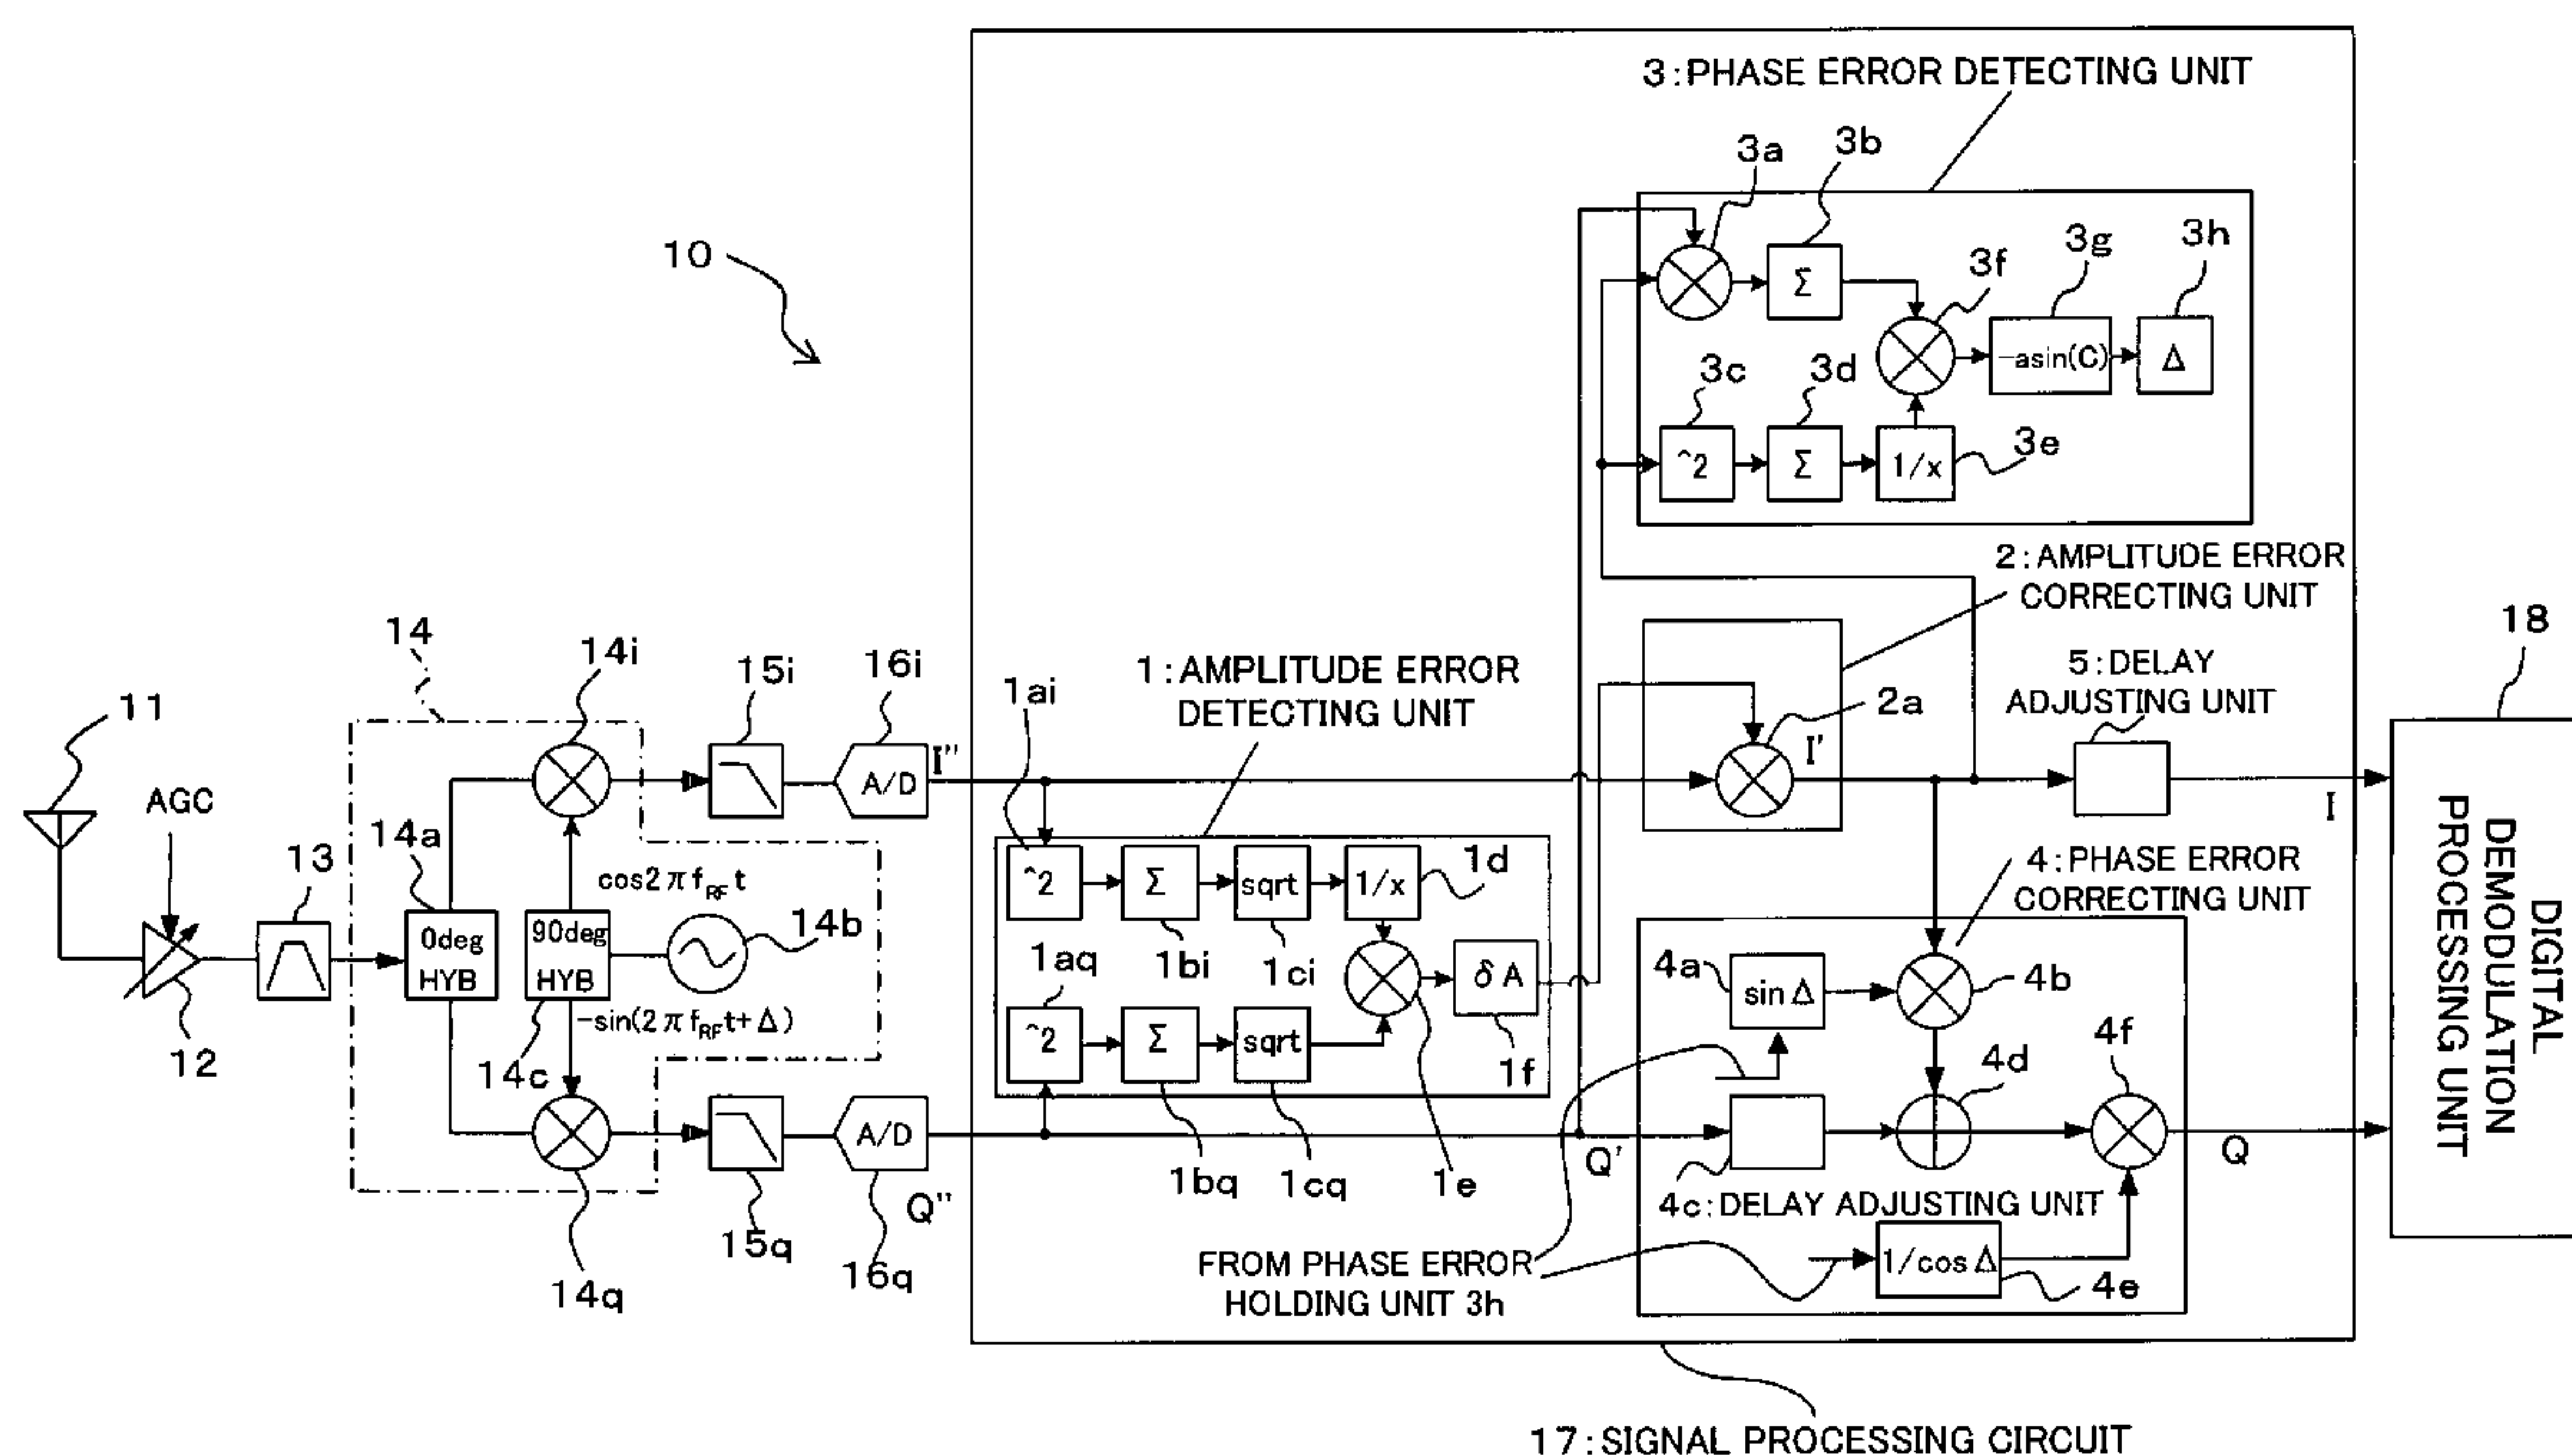 3:PHASE ERROR DETECTING UNIT
3a
3b
3g
3h
10
3f
Σ
-asin(C)
Δ
3c
3d
3e
^2
Σ
1/x
2:AMPLITUDE ERROR
CORRECTING UNIT
14
14i
15i
16i
1:AMPLITUDE ERROR
DETECTING UNIT
1ai
18
5:DELAY
ADJUSTING UNIT
2a
11
AGC
I''
I'
A/D
I
14a
13
cos2πfRFt
^2
Σ
sqrt
1/x
1d
4:PHASE ERROR
CORRECTING UNIT
DIGITAL
DEMODULATION
PROCESSING UNIT
0deg
HYB
90deg
HYB
14b
1aq
1bi
1ci
δA
4a
sinΔ
4b
-sin(2πfRFt+Δ)
12
14c
^2
Σ
sqrt
1f
4d
4f
A/D
Q'
Q
1bq
1cq
1e
Q''
4c:DELAY ADJUSTING UNIT
15q
16q
14q
FROM PHASE ERROR
HOLDING UNIT 3h
1/cosΔ
4e
17:SIGNAL PROCESSING CIRCUIT